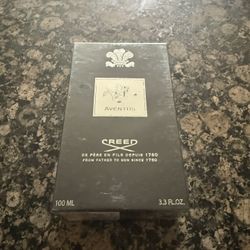 AVENTUS
CREED
DE PÈRE EN FILS DEPUIS 1760
FROM FATHER TO SON SINCE 1760
100 ML 3.3 FL.OZ.